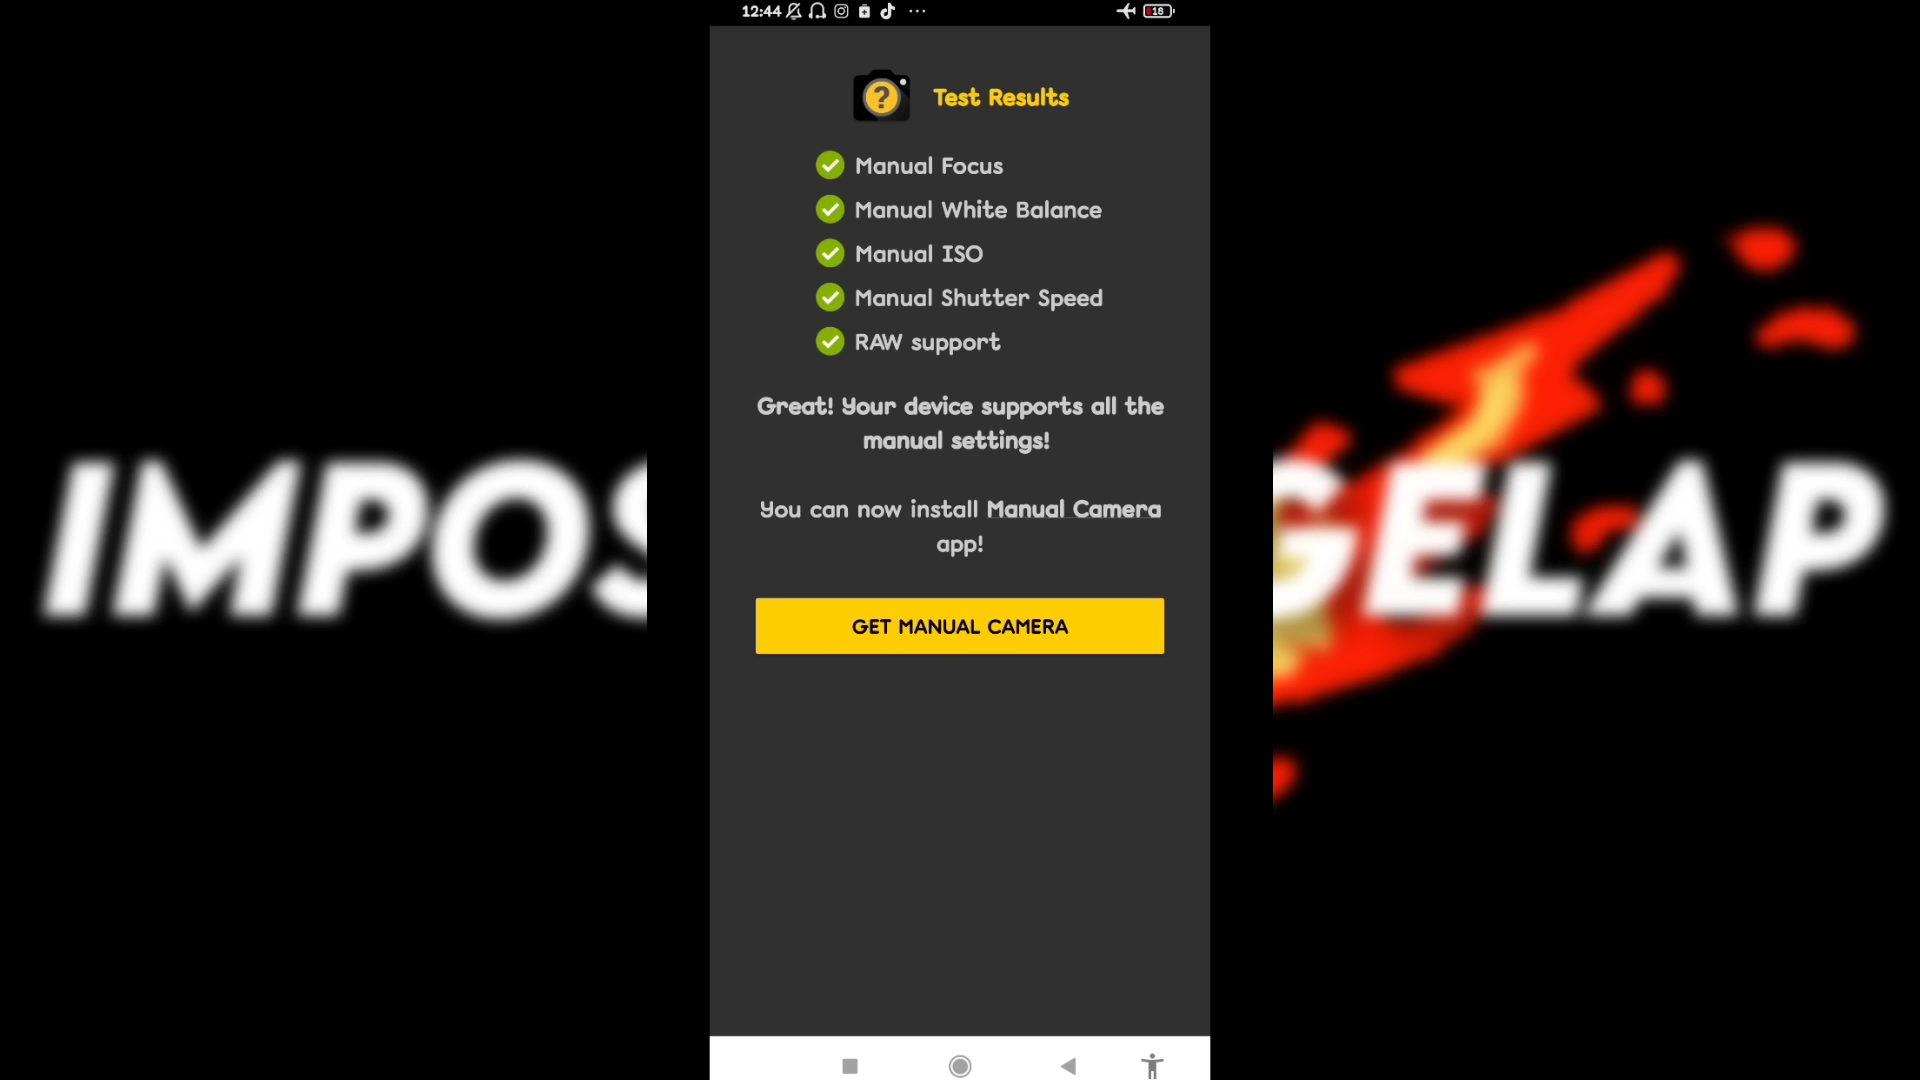 12:44
18
?
Test Results
Manual Focus
Manual White Balance
Manual ISO
Manual Shutter Speed
RAW support
Great! Your device supports all the
manual settings!
You can now install Manual Camera
app!
GET MANUAL CAMERA
IMPOS
GELAP